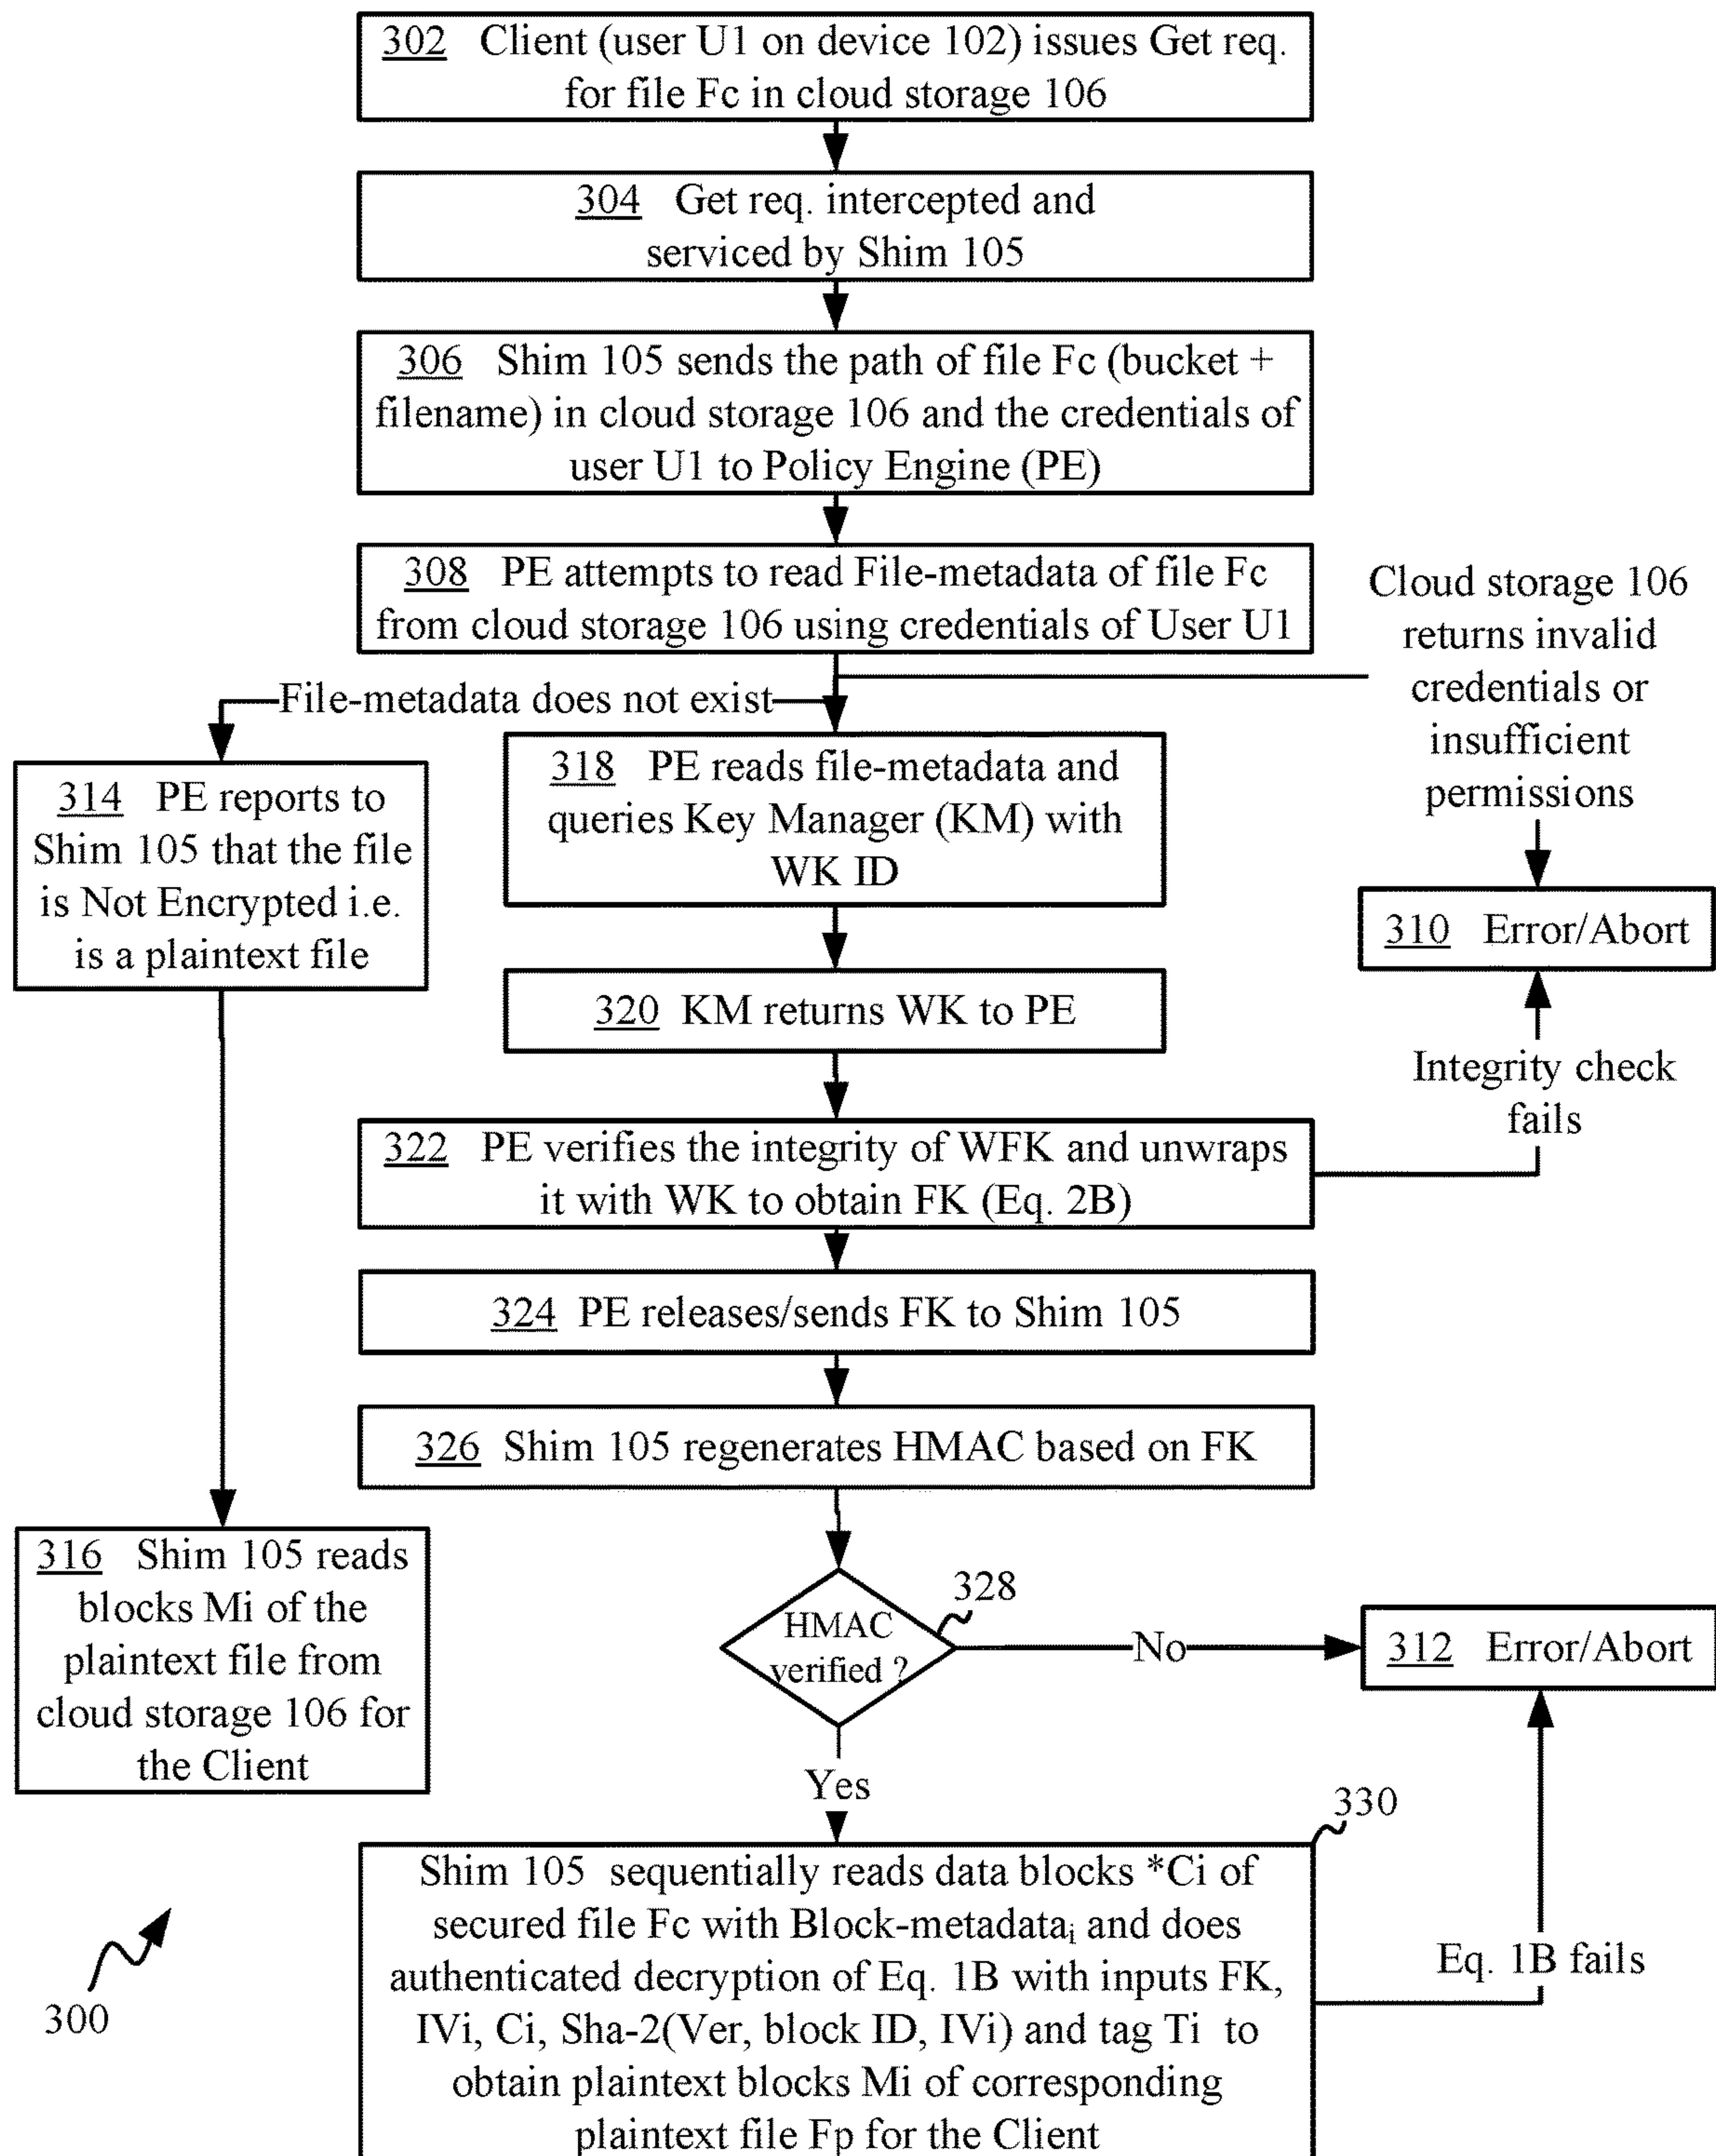 302 Client (user U1 on device 102) issues Get req.
for file Fc in cloud storage 106
304 Get req. intercepted and
serviced by Shim 105
306 Shim 105 sends the path of file Fc (bucket +
filename) in cloud storage 106 and the credentials of
user U1 to Policy Engine (PE)
308 PE attempts to read File-metadata of file Fc
from cloud storage 106 using credentials of User U1
Cloud storage 106
returns invalid
credentials or
insufficient
permissions
File-metadata does not exist
314 PE reports to
Shim 105 that the file
is Not Encrypted i.e.
is a plaintext file
318 PE reads file-metadata and
queries Key Manager (KM) with
WK ID
310 Error/Abort
320 KM returns WK to PE
Integrity check
fails
322 PE verifies the integrity of WFK and unwraps
it with WK to obtain FK (Eq. 2B)
324 PE releases/sends FK to Shim 105
326 Shim 105 regenerates HMAC based on FK
316 Shim 105 reads
blocks Mi of the
plaintext file from
cloud storage 106 for
the Client
328
HMAC
verified ?
No
312 Error/Abort
Yes
330
Shim 105 sequentially reads data blocks *Ci of
secured file Fc with Block-metadataᵢ and does
authenticated decryption of Eq. 1B with inputs FK,
IVi, Ci, Sha-2(Ver, block ID, IVi) and tag Ti to
obtain plaintext blocks Mi of corresponding
plaintext file Fp for the Client
Eq. 1B fails
300